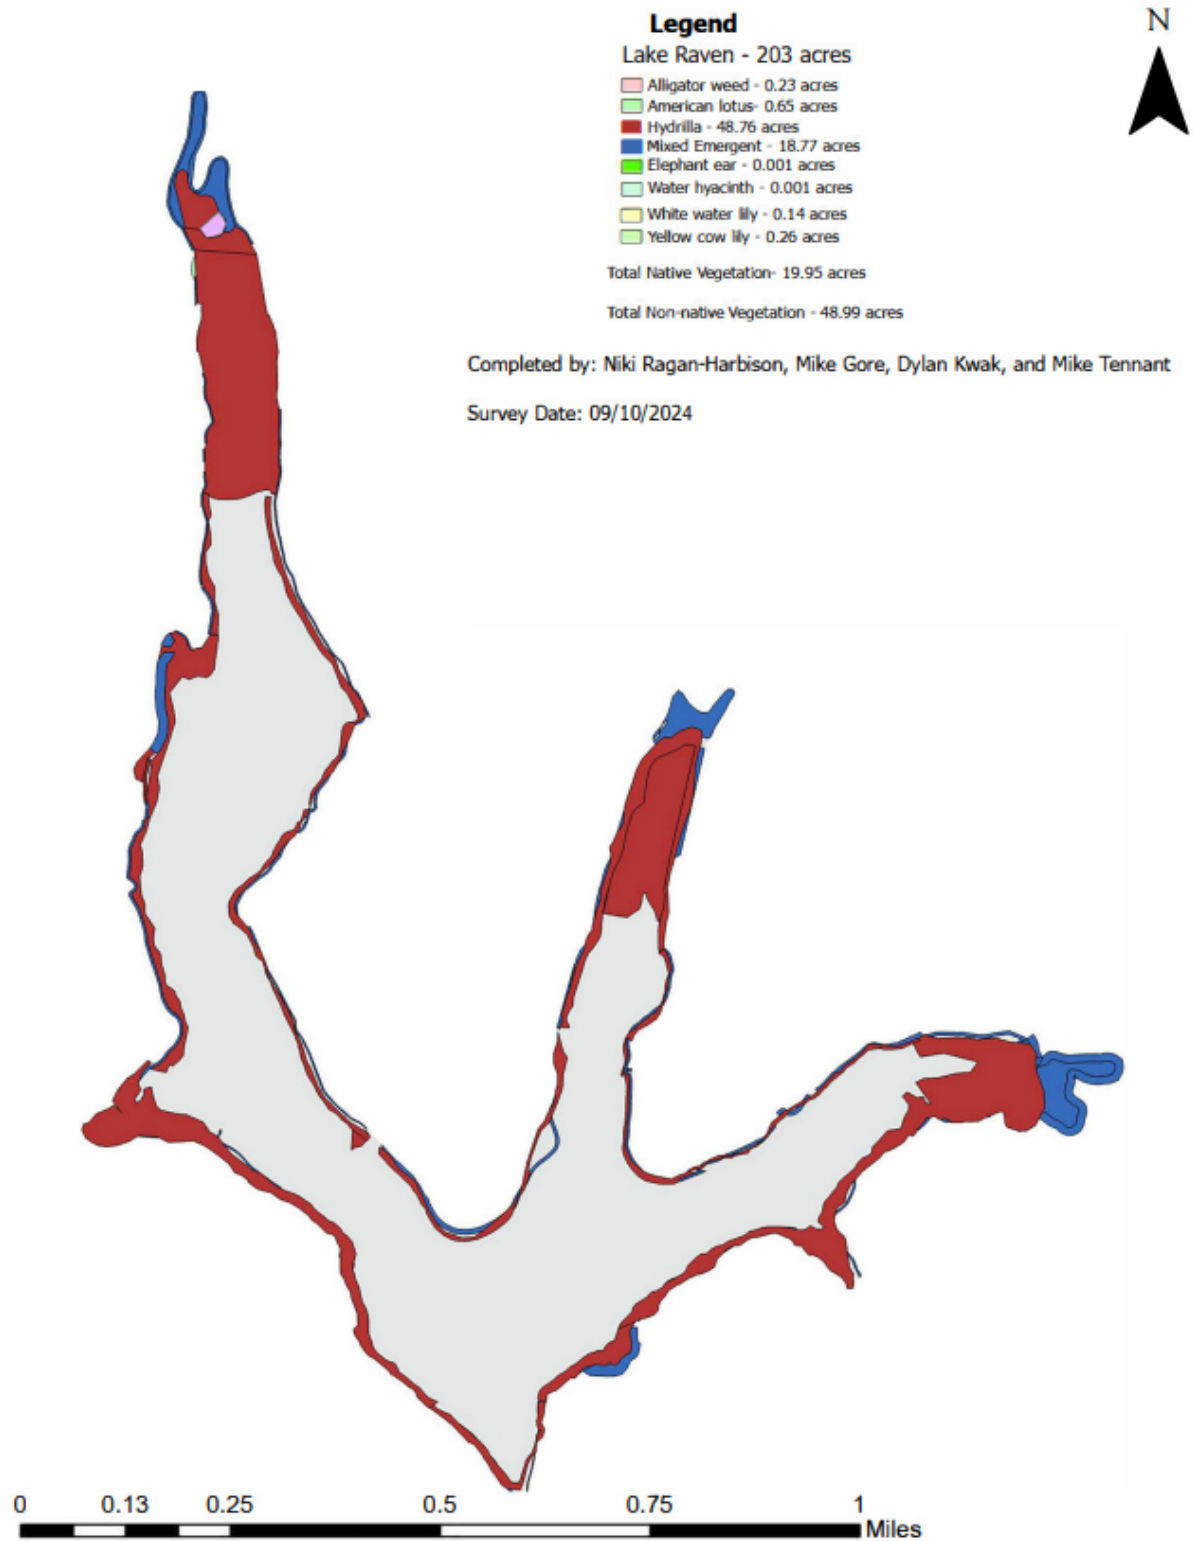 Legend
N
Lake Raven - 203 acres
Alligator weed - 0.23 acres
American lotus- 0.65 acres
Hydrilla - 48.76 acres
Mixed Emergent - 18.77 acres
Elephant ear - 0.001 acres
Water hyacinth - 0.001 acres
White water lily - 0.14 acres
Yellow cow lily - 0.26 acres
Total Native Vegetation- 19.95 acres
Total Non-native Vegetation - 48.99 acres
Completed by: Niki Ragan-Harbison, Mike Gore, Dylan Kwak, and Mike Tennant
Survey Date: 09/10/2024
0 0.13 0.25 0.5 0.75 1
Miles